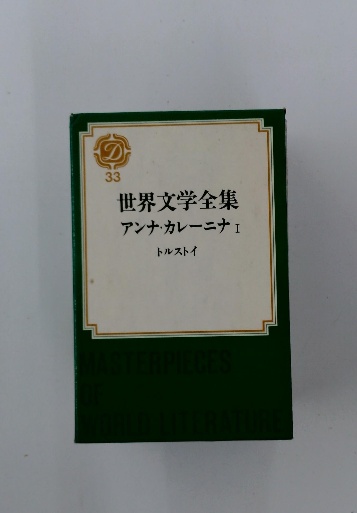 D
33
世界文学全集
アンナ・カレーニナ I
トルストイ
MASTERPIECES
OF
WORLD LITERATURE